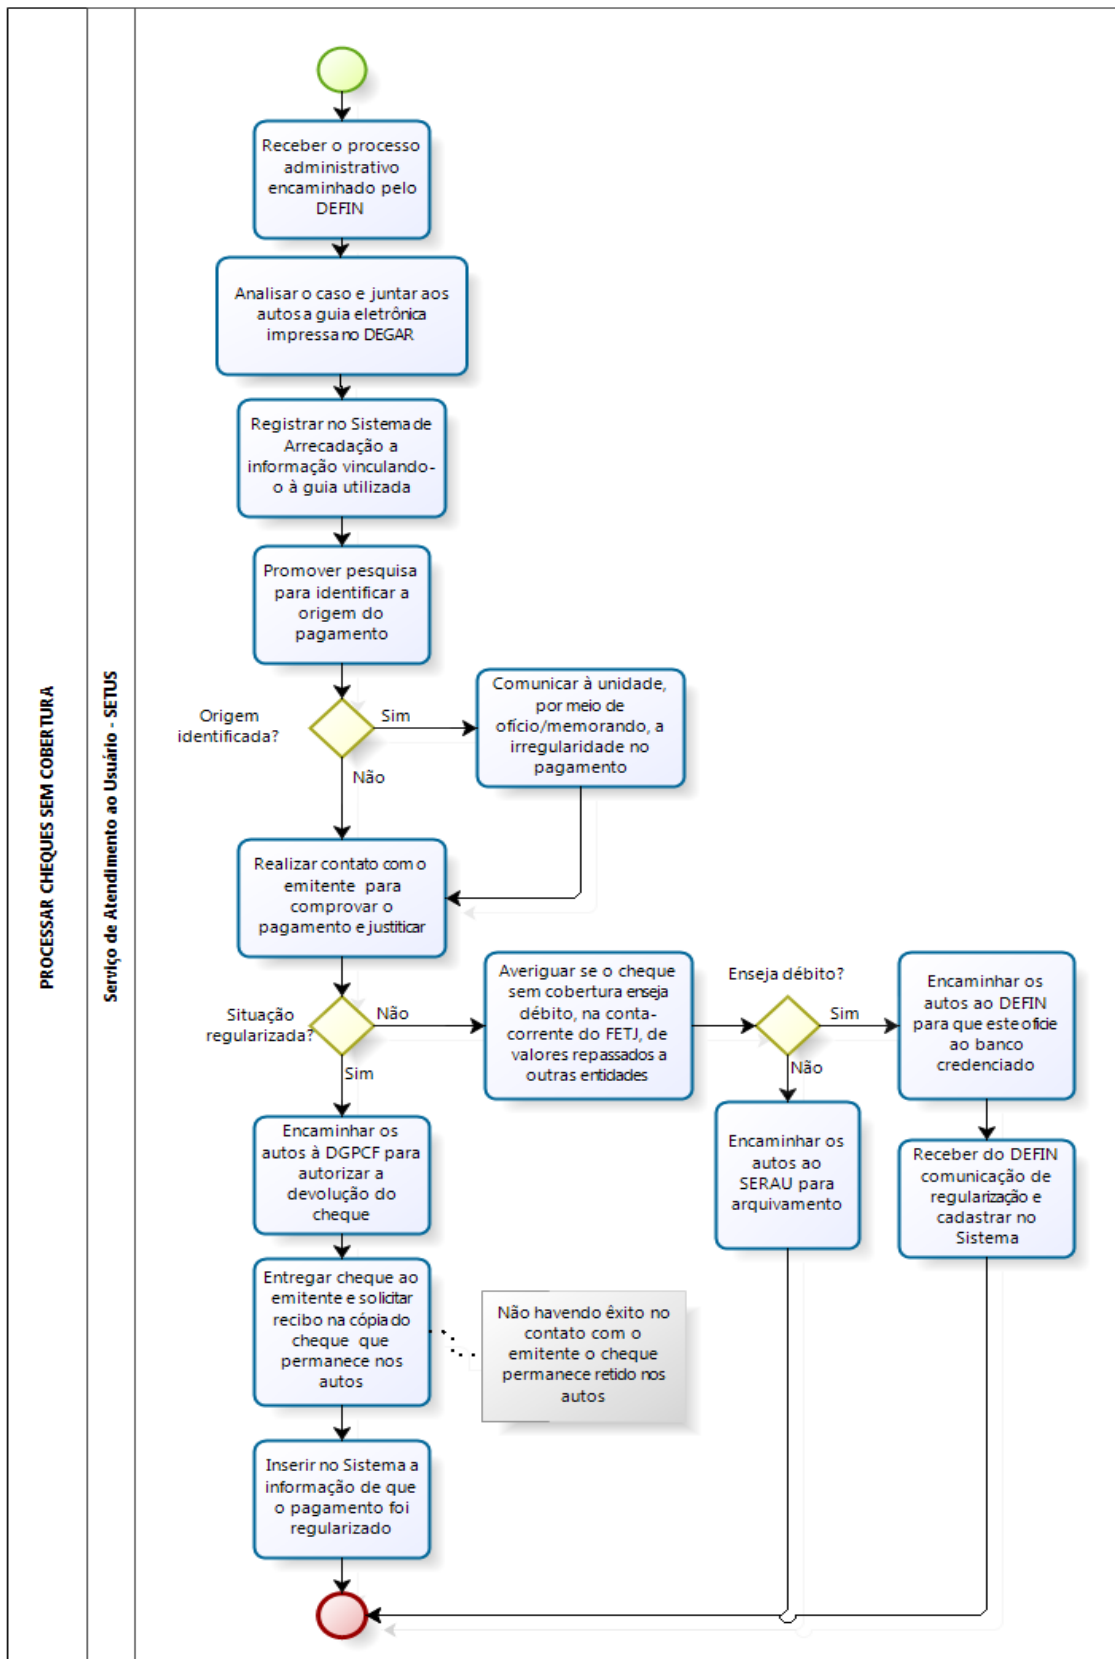 PROCESSAR CHEQUES SEM COBERTURA
Serviço de Atendimento ao Usuário - SETUS
Receber o processo
administrativo
encaminhado pelo
DEFIN
Analisar o caso e juntar aos
autos a guia eletrônica
impressa no DEGAR
Registrar no Sistema de
Arrecadação a
informação vinculando-
o à guia utilizada
Promover pesquisa
para identificar a
origem do
pagamento
Origem
identificada?
Sim
Não
Comunicar à unidade,
por meio de
ofício/memorando, a
irregularidade no
pagamento
Realizar contato com o
emitente para
comprovar o
pagamento e justiticar
Situação
regularizada?
Não
Sim
Averiguar se o cheque
sem cobertura enseja
débito, na conta-
corrente do FETJ, de
valores repassados a
outras entidades
Enseja débito?
Sim
Não
Encaminhar os
autos ao DEFIN
para que este oficie
ao banco
credenciado
Encaminhar os
autos ao
SERAU para
arquivamento
Receber do DEFIN
comunicação de
regularização e
cadastrar no
Sistema
Encaminhar os
autos à DGPCF para
autorizar a
devolução do
cheque
Entregar cheque ao
emitente e solicitar
recibo na cópia do
cheque que
permanece nos
autos
Não havendo êxito no
contato com o
emitente o cheque
permanece retido nos
autos
Inserir no Sistema a
informação de que
o pagamento foi
regularizado